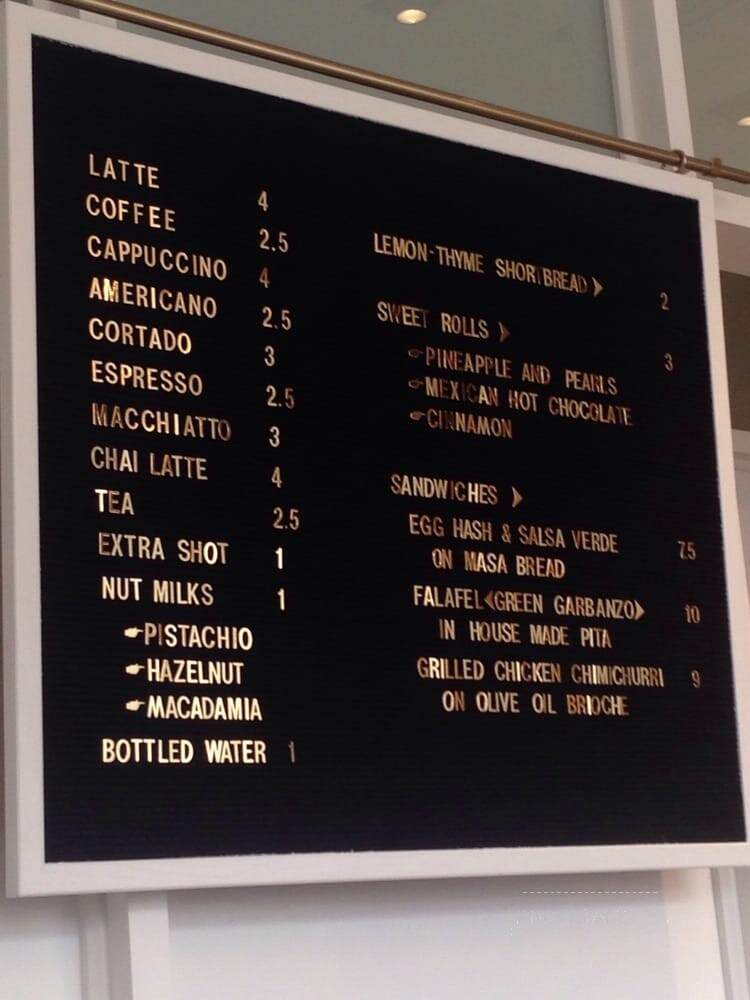 LATTE 4
COFFEE 2.5
CAPPUCCINO 4
AMERICANO 2.5
CORTADO 3
ESPRESSO 2.5
MACCHIATTO 3
CHAI LATTE 4
TEA 2.5
EXTRA SHOT 1
NUT MILKS 1
PISTACHIO
HAZELNUT
MACADAMIA
BOTTLED WATER 1
LEMON-THYME SHORTBREAD 2
SWEET ROLLS 3
PINEAPPLE AND PEARLS
MEXICAN HOT CHOCOLATE
CINNAMON
SANDWICHES
EGG HASH & SALSA VERDE 7.5
ON MASA BREAD
FALAFEL <GREEN GARBANZO> 10
IN HOUSE MADE PITA
GRILLED CHICKEN CHIMICHURRI 9
ON OLIVE OIL BRIOCHE